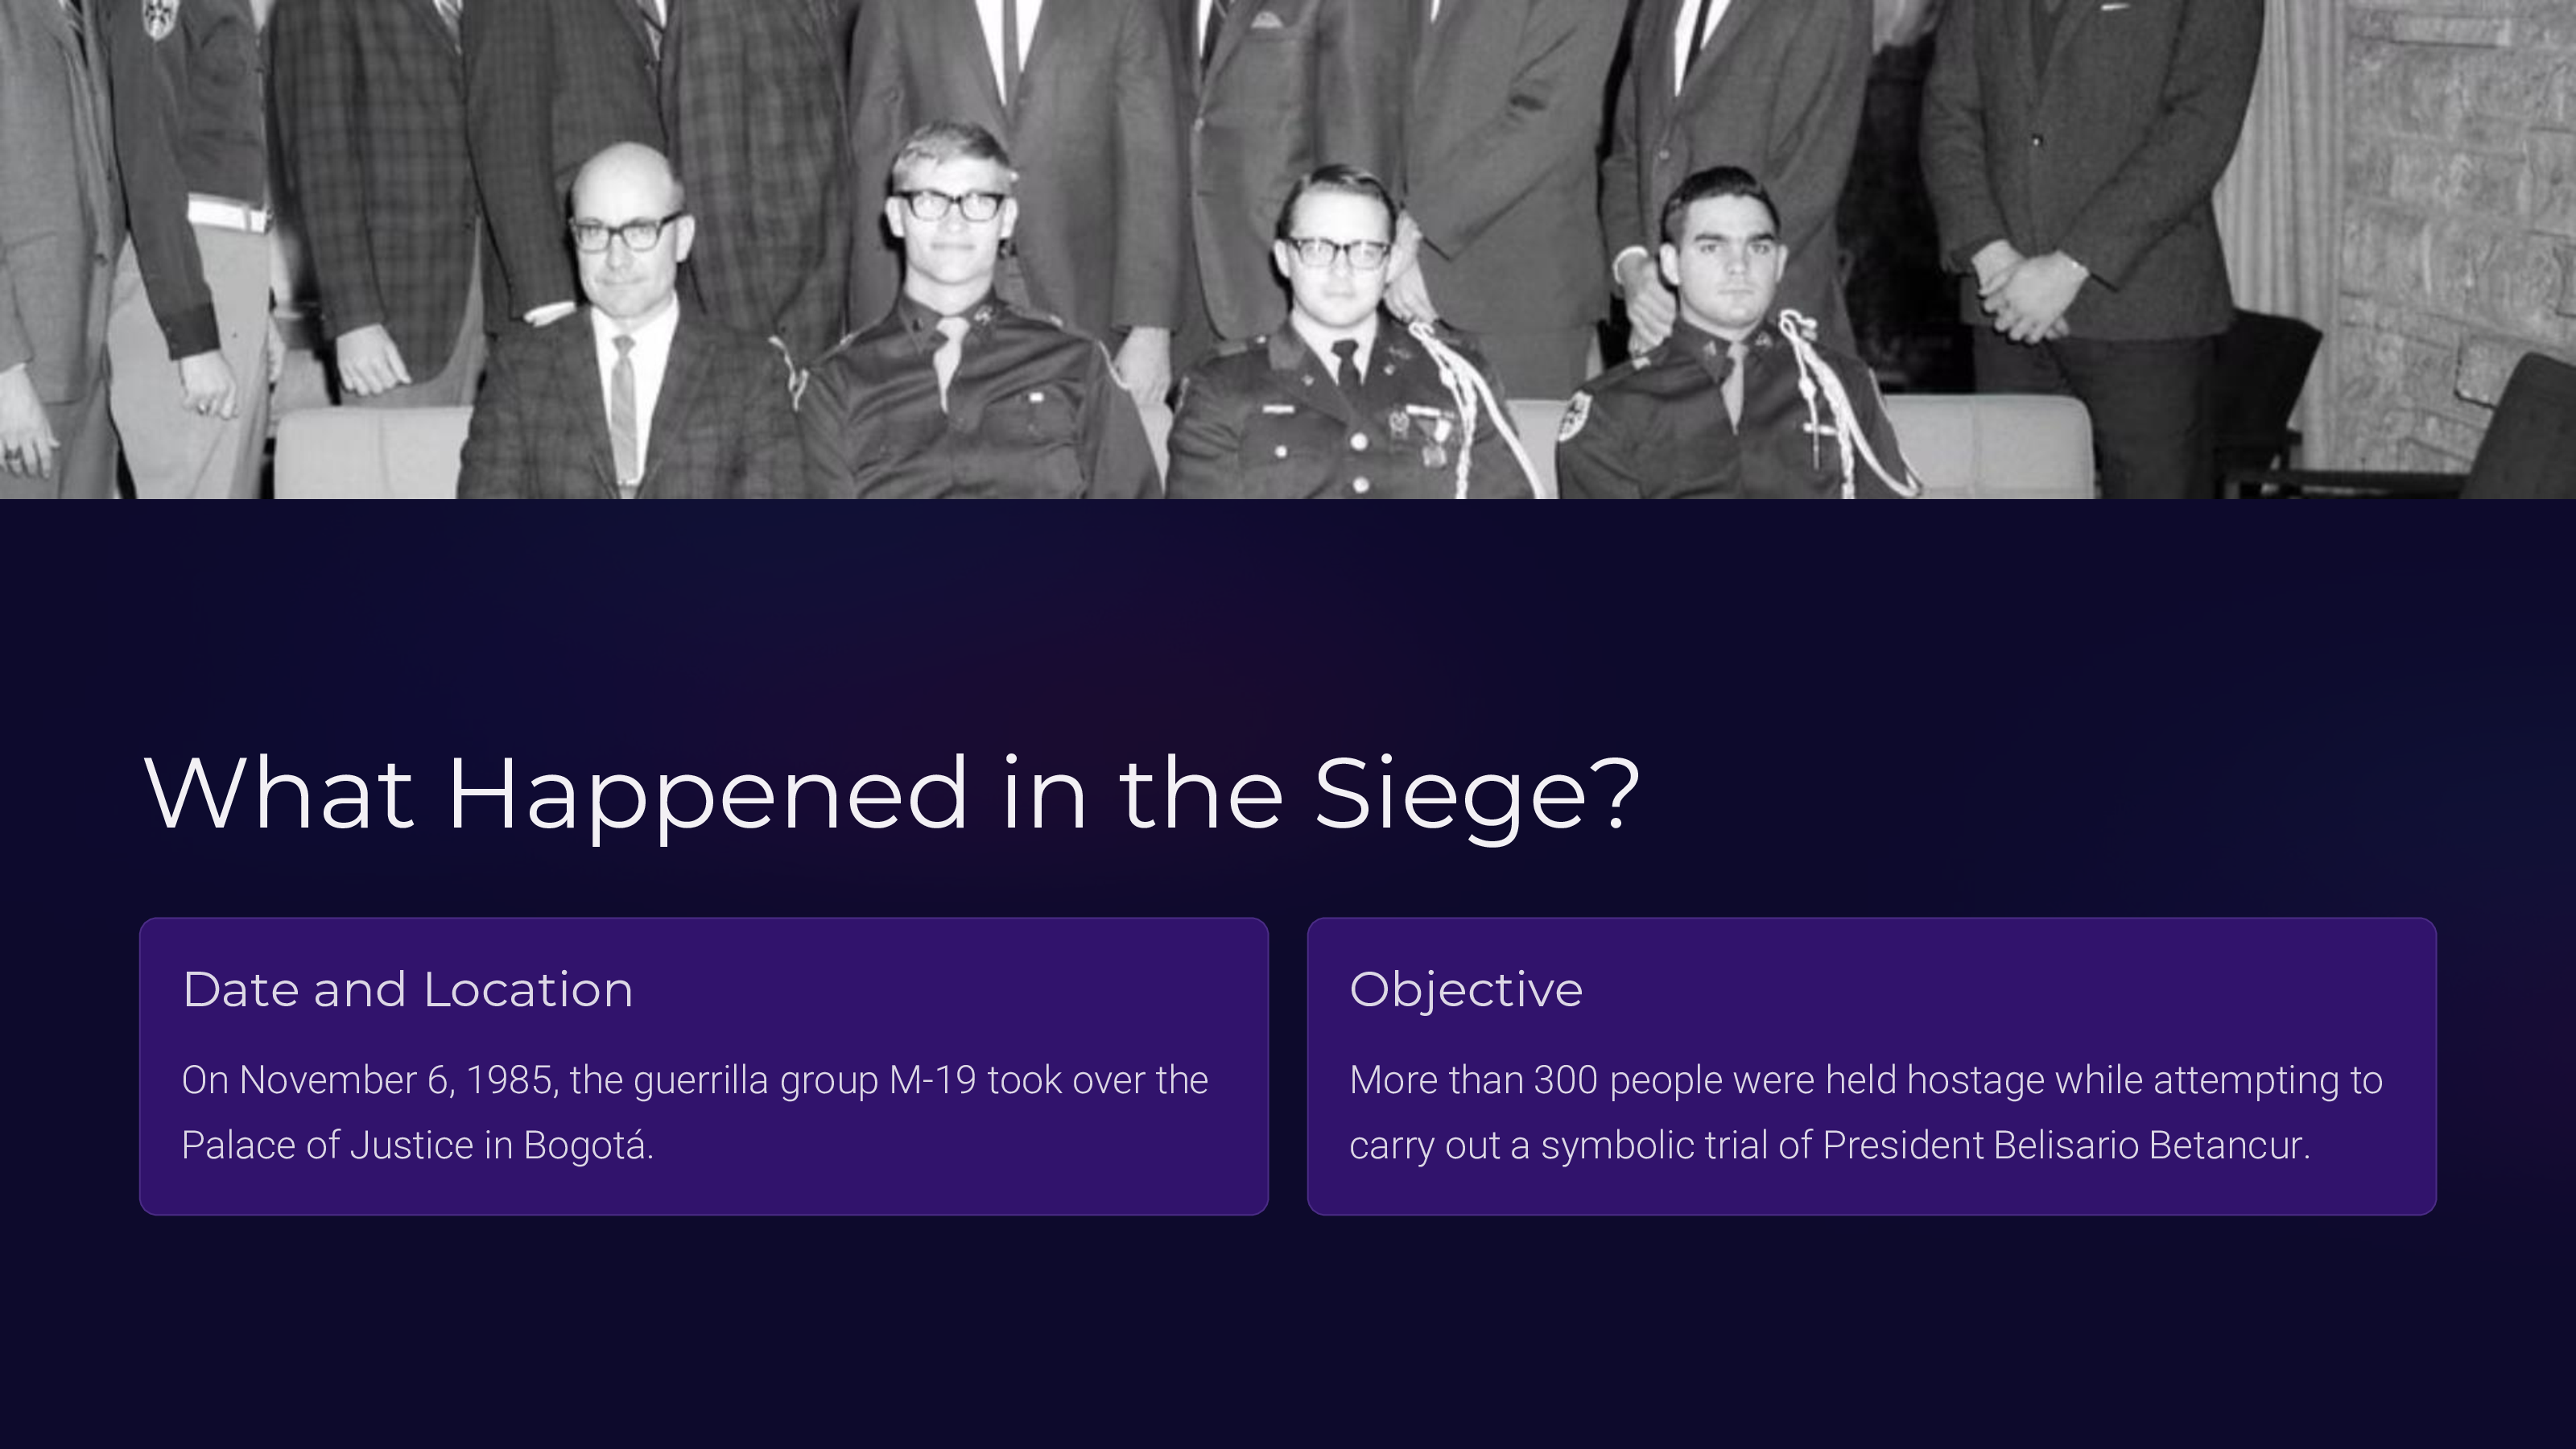 What Happened in the Siege?
Date and Location
On November 6, 1985, the guerrilla group M-19 took over the
Palace of Justice in Bogotá.
Objective
More than 300 people were held hostage while attempting to
carry out a symbolic trial of President Belisario Betancur.